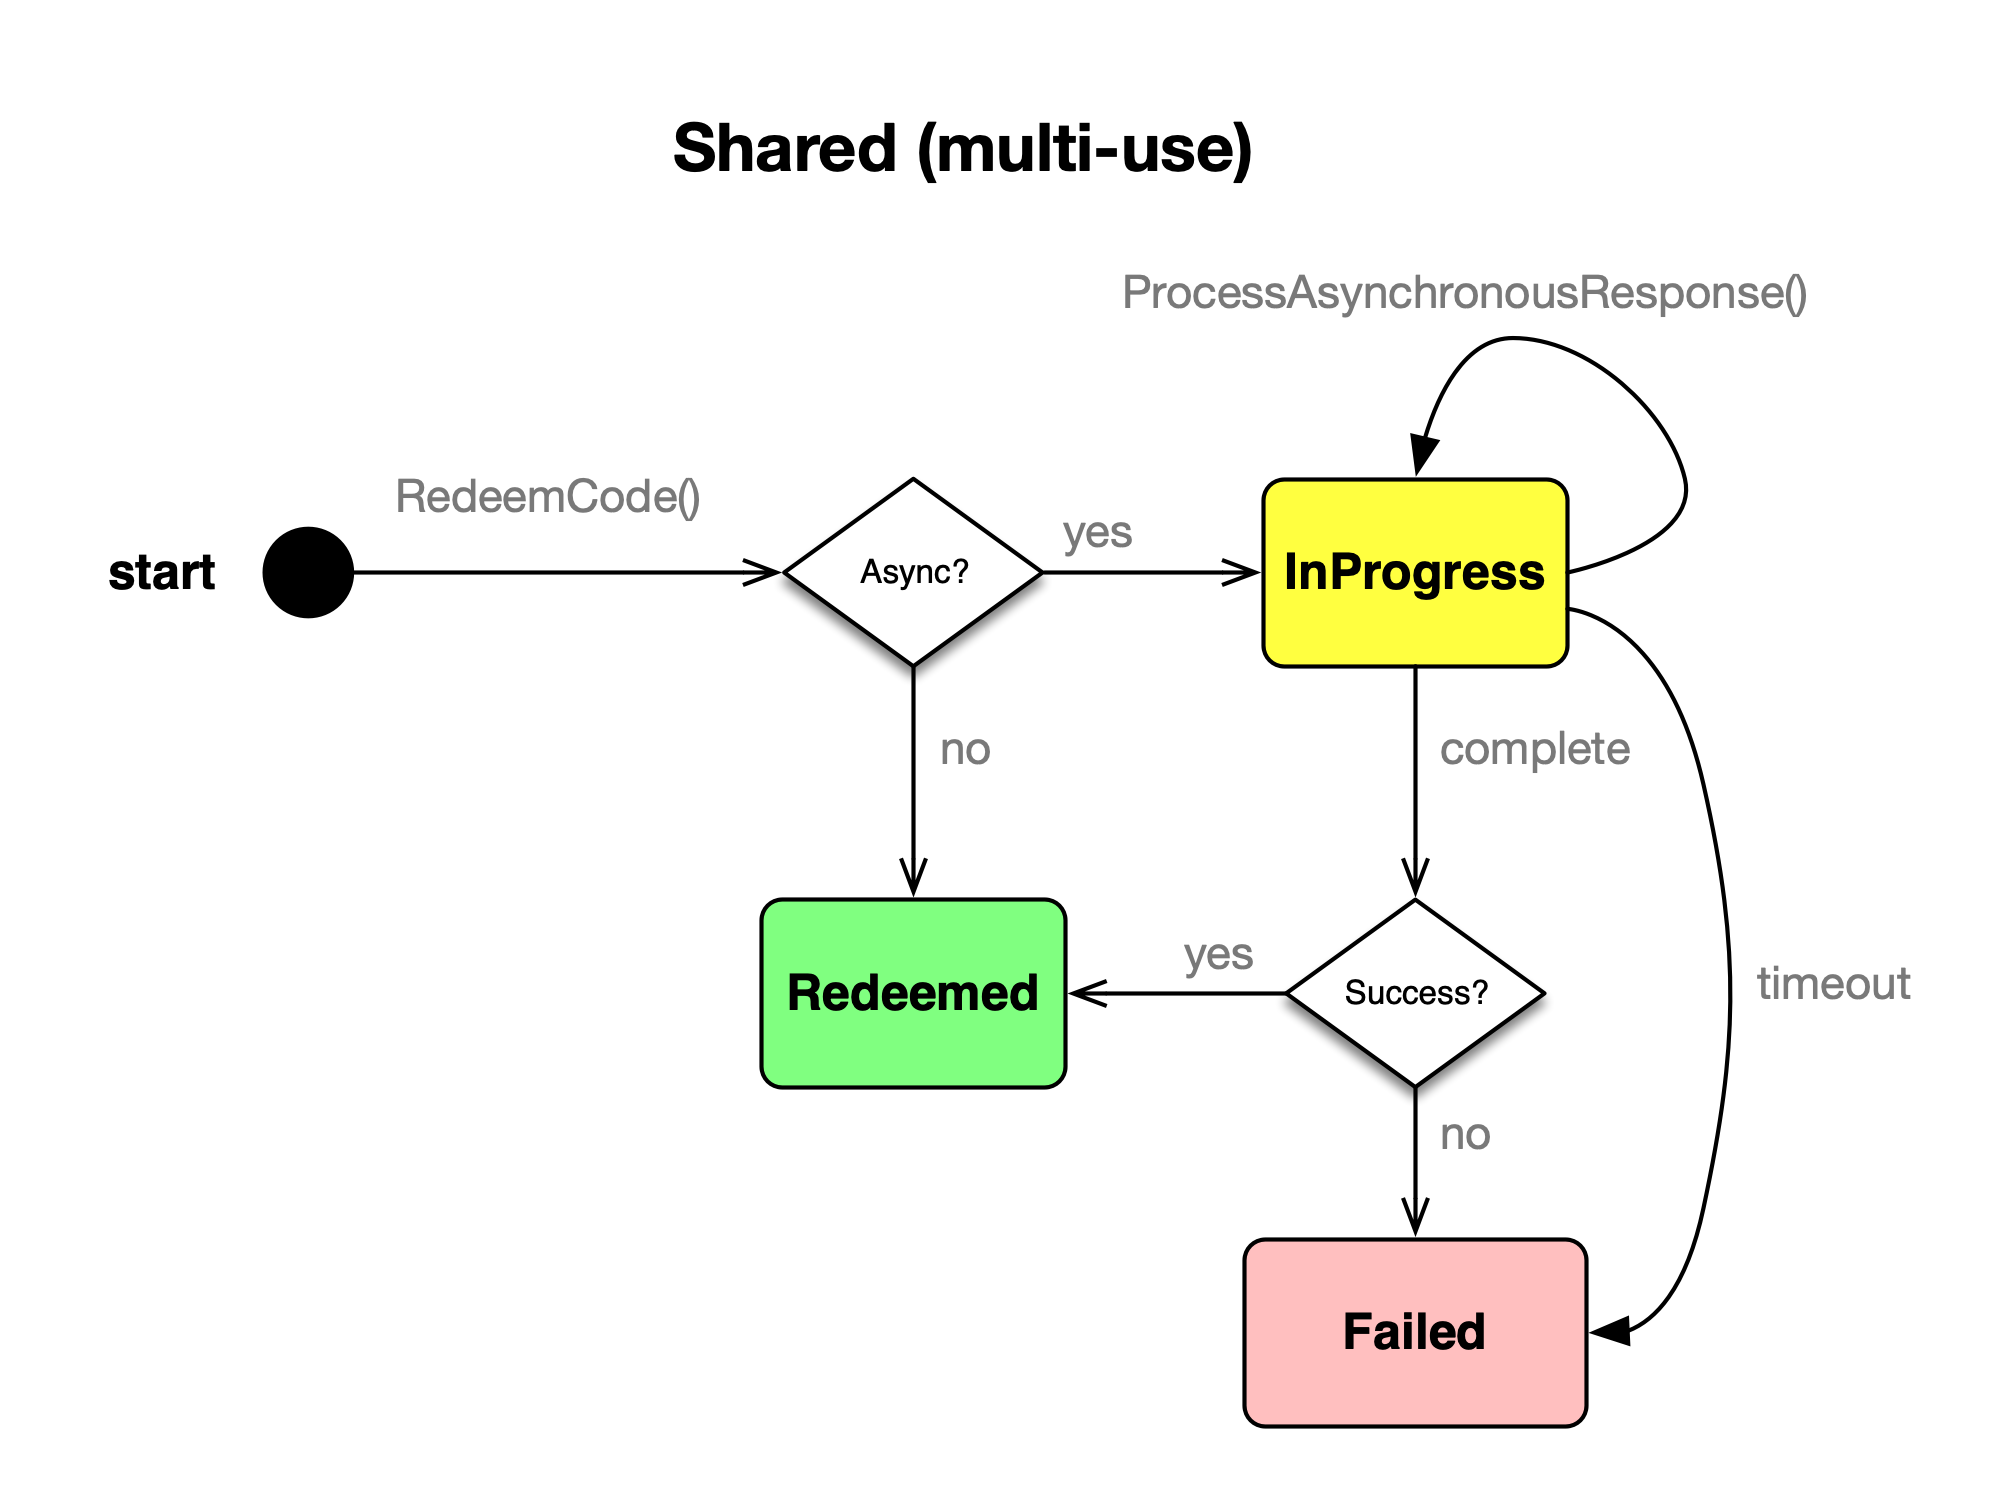 Shared (multi-use)
ProcessAsynchronousResponse()
RedeemCode()
start
Async?
yes
InProgress
no
complete
Redeemed
yes
Success?
timeout
no
Failed